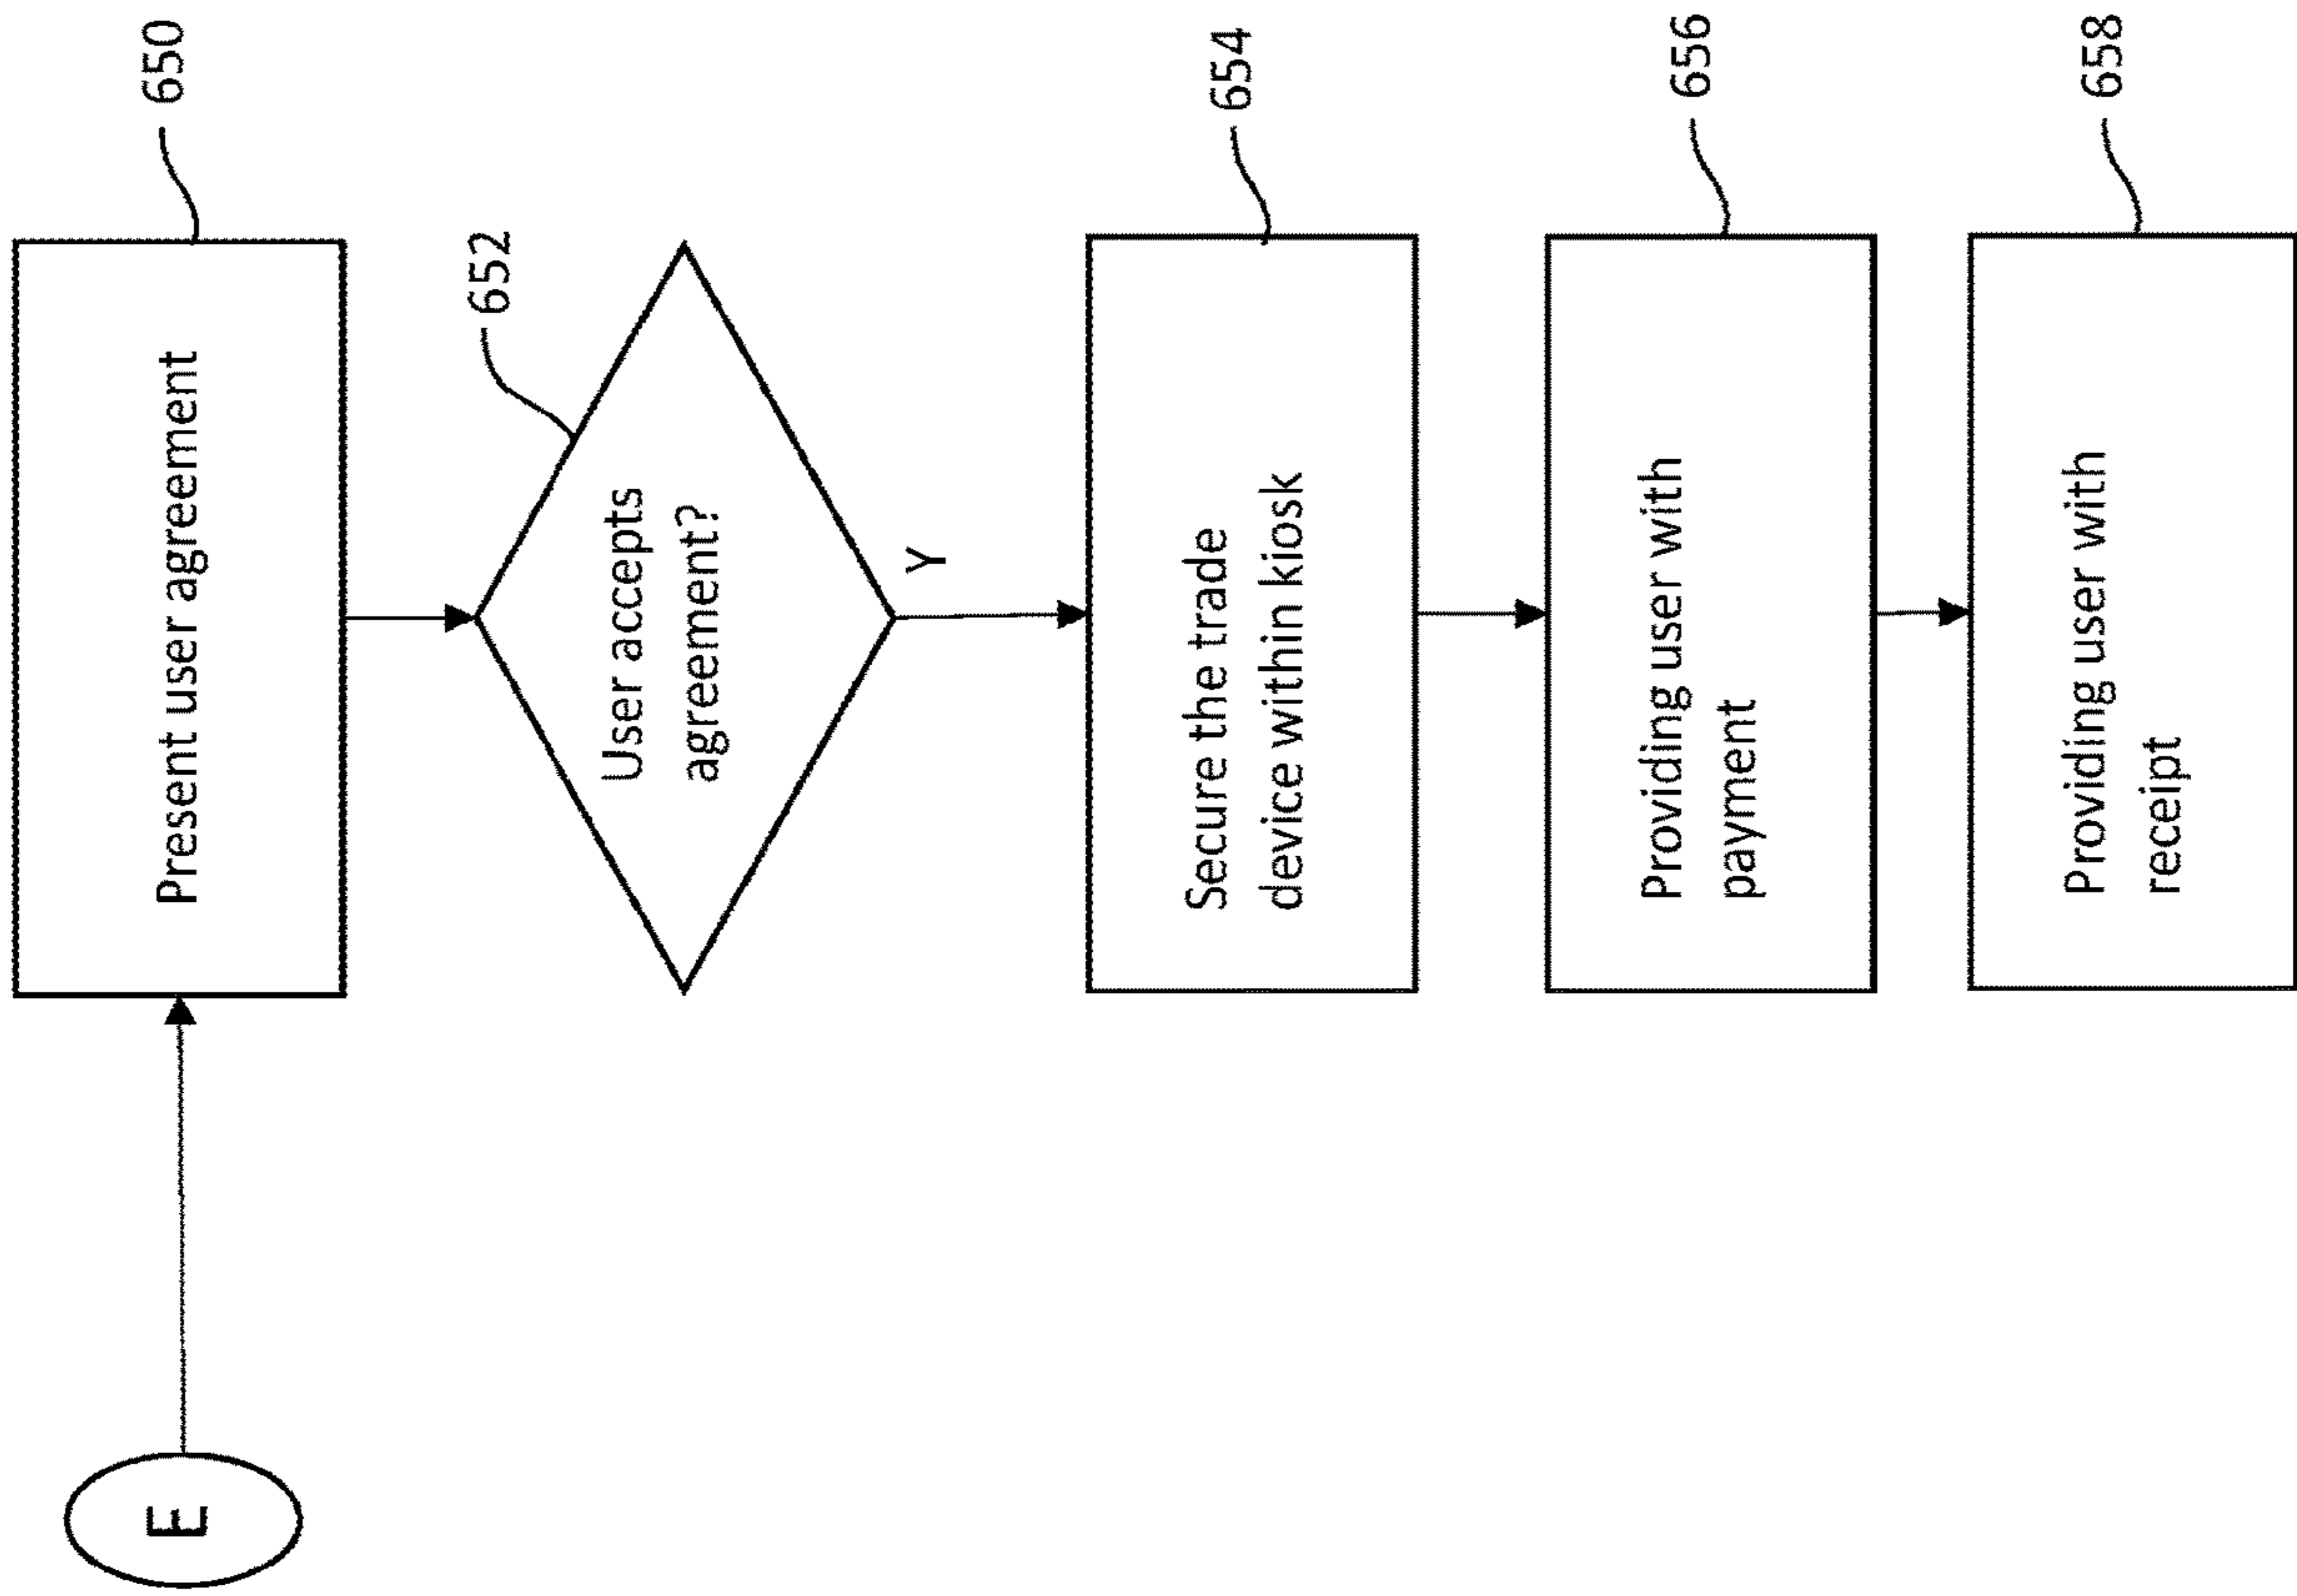 E
Present user agreement
650
652
User accepts
agreement?
Y
Secure the trade
device within kiosk
654
Providing user with
payment
656
Providing user with
receipt
658